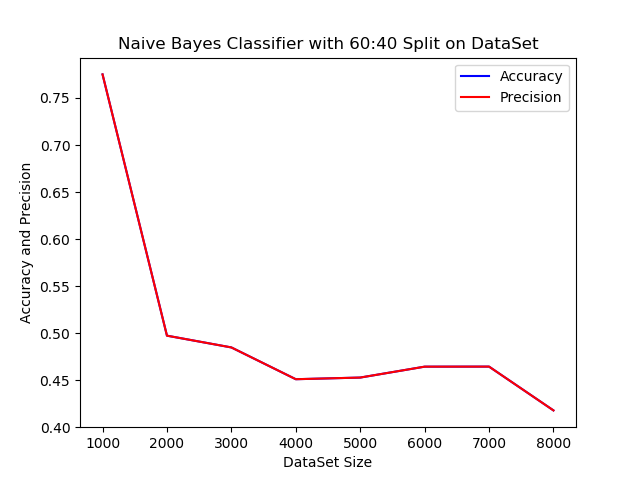 Naive Bayes Classifier with 60:40 Split on DataSet
Accuracy
Precision
Accuracy and Precision
0.75
0.70
0.65
0.60
0.55
0.50
0.45
0.40
1000 2000 3000 4000 5000 6000 7000 8000
DataSet Size